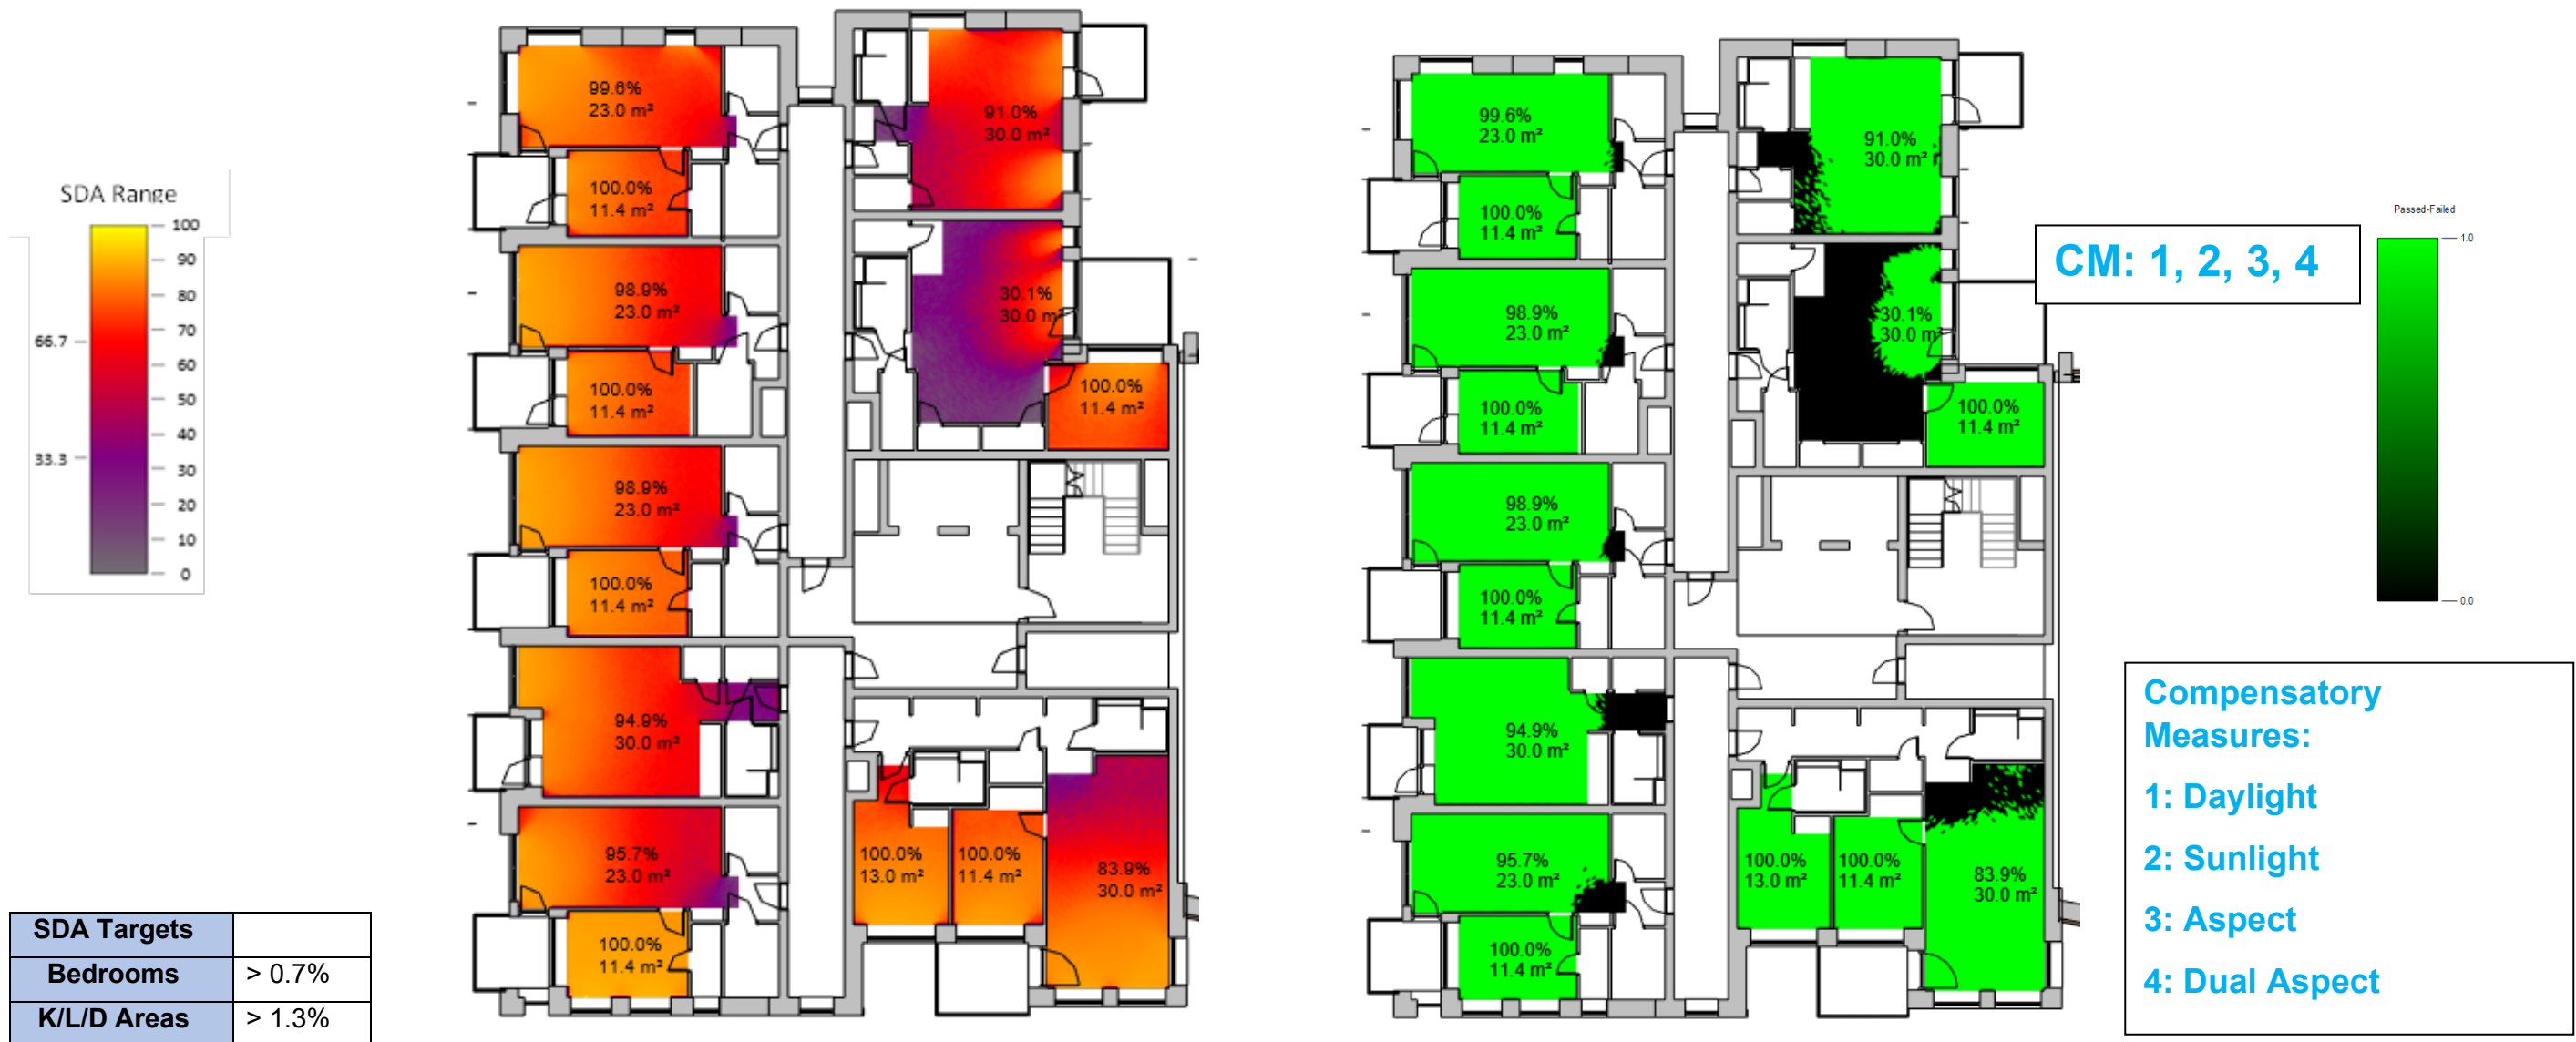 SDA Range
100
90
80
70
66.7
60
50
40
33.3
30
20
10
0
SDA Targets
Bedrooms > 0.7%
K/L/D Areas > 1.3%
99.6%
23.0 m²
100.0%
11.4 m²
98.9%
23.0 m²
100.0%
11.4 m²
98.9%
23.0 m²
100.0%
11.4 m²
94.9%
30.0 m²
95.7%
23.0 m²
100.0%
11.4 m²
91.0%
30.0 m²
30.1%
30.0 m²
100.0%
11.4 m²
100.0%
13.0 m²
100.0%
11.4 m²
83.9%
30.0 m²
99.6%
23.0 m²
100.0%
11.4 m²
98.9%
23.0 m²
100.0%
11.4 m²
98.9%
23.0 m²
100.0%
11.4 m²
94.9%
30.0 m²
95.7%
23.0 m²
100.0%
11.4 m²
91.0%
30.0 m²
30.1%
30.0 m²
100.0%
11.4 m²
100.0%
13.0 m²
100.0%
11.4 m²
83.9%
30.0 m²
CM: 1, 2, 3, 4
Passed-Failed
1.0
0.0
Compensatory
Measures:
1: Daylight
2: Sunlight
3: Aspect
4: Dual Aspect